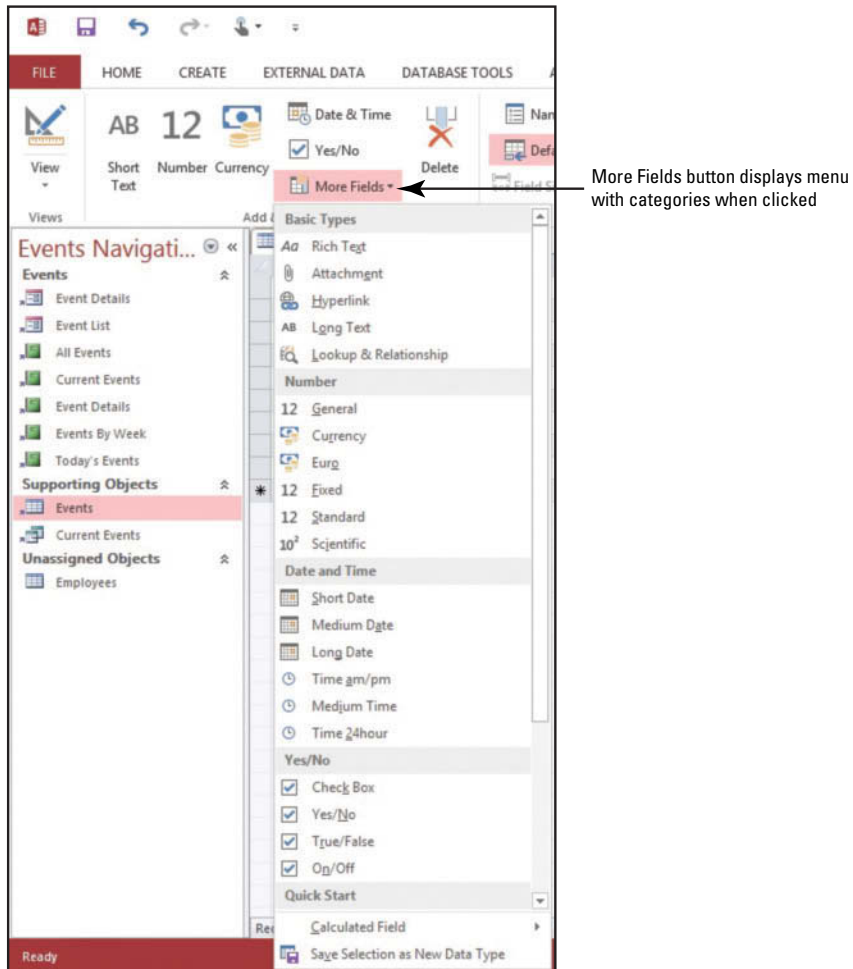 FILE HOME CREATE EXTERNAL DATA DATABASE TOOLS
View
Views
AB
Short
Text
12
Number
Currency
Date & Time
Yes/No
More Fields
Delete
Nan
Defa
Field S
Add &
More Fields button displays menu
with categories when clicked
Events Navigati...
Events
Event Details
Event List
All Events
Current Events
Event Details
Events By Week
Today's Events
Supporting Objects
Events
Current Events
Unassigned Objects
Employees
Basic Types
Aa Rich Text
Attachment
Hyperlink
AB Long Text
Lookup & Relationship
Number
12 General
Currency
Euro
12 Fixed
12 Standard
10² Scientific
Date and Time
Short Date
Medium Date
Long Date
Time am/pm
Medium Time
Time 24hour
Yes/No
Check Box
Yes/No
True/False
On/Off
Quick Start
Calculated Field
Save Selection as New Data Type
Rec
Ready